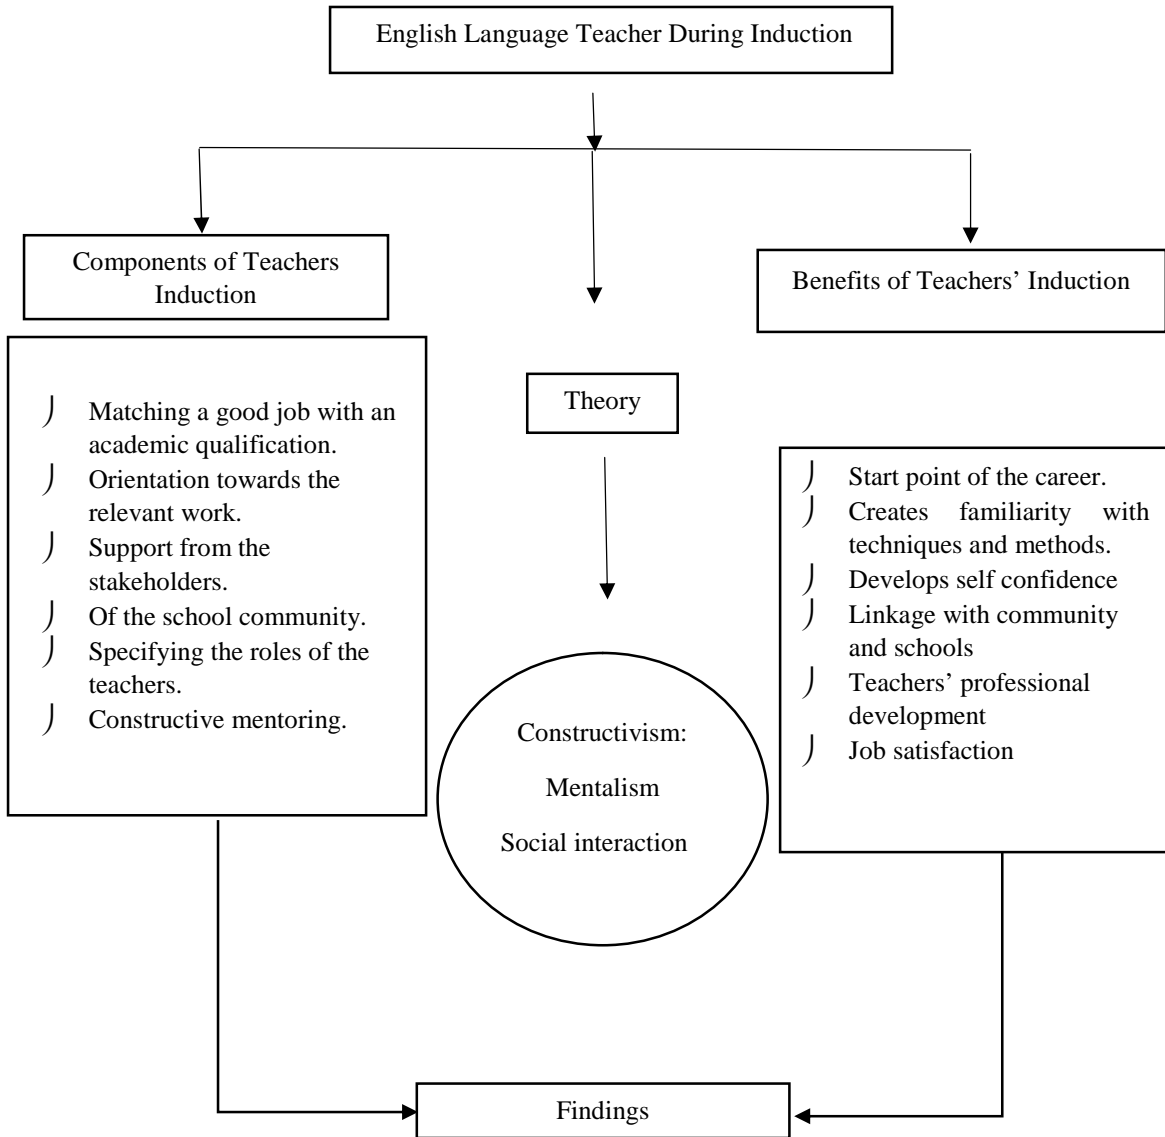 English Language Teacher During Induction
Components of Teachers
Induction
Benefits of Teachers’ Induction
Matching a good job with an
academic qualification.
Orientation towards the
relevant work.
Support from the
stakeholders.
Of the school community.
Specifying the roles of the
teachers.
Constructive mentoring.
Theory
Constructivism:
Mentalism
Social interaction
Start point of the career.
Creates familiarity with
techniques and methods.
Develops self confidence
Linkage with community
and schools
Teachers’ professional
development
Job satisfaction
Findings